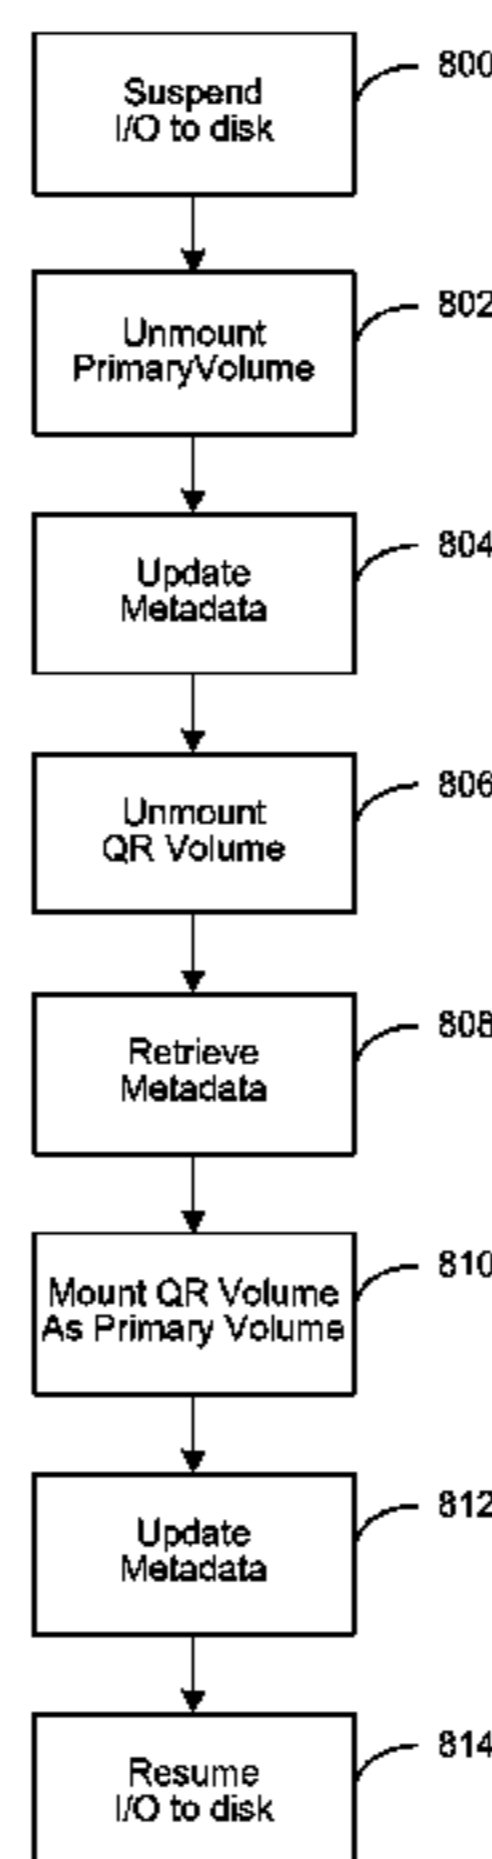 Suspend
I/O to disk
800
Unmount
PrimaryVolume
802
Update
Metadata
804
Unmount
QR Volume
806
Retrieve
Metadata
808
Mount QR Volume
As Primary Volume
810
Update
Metadata
812
Resume
I/O to disk
814